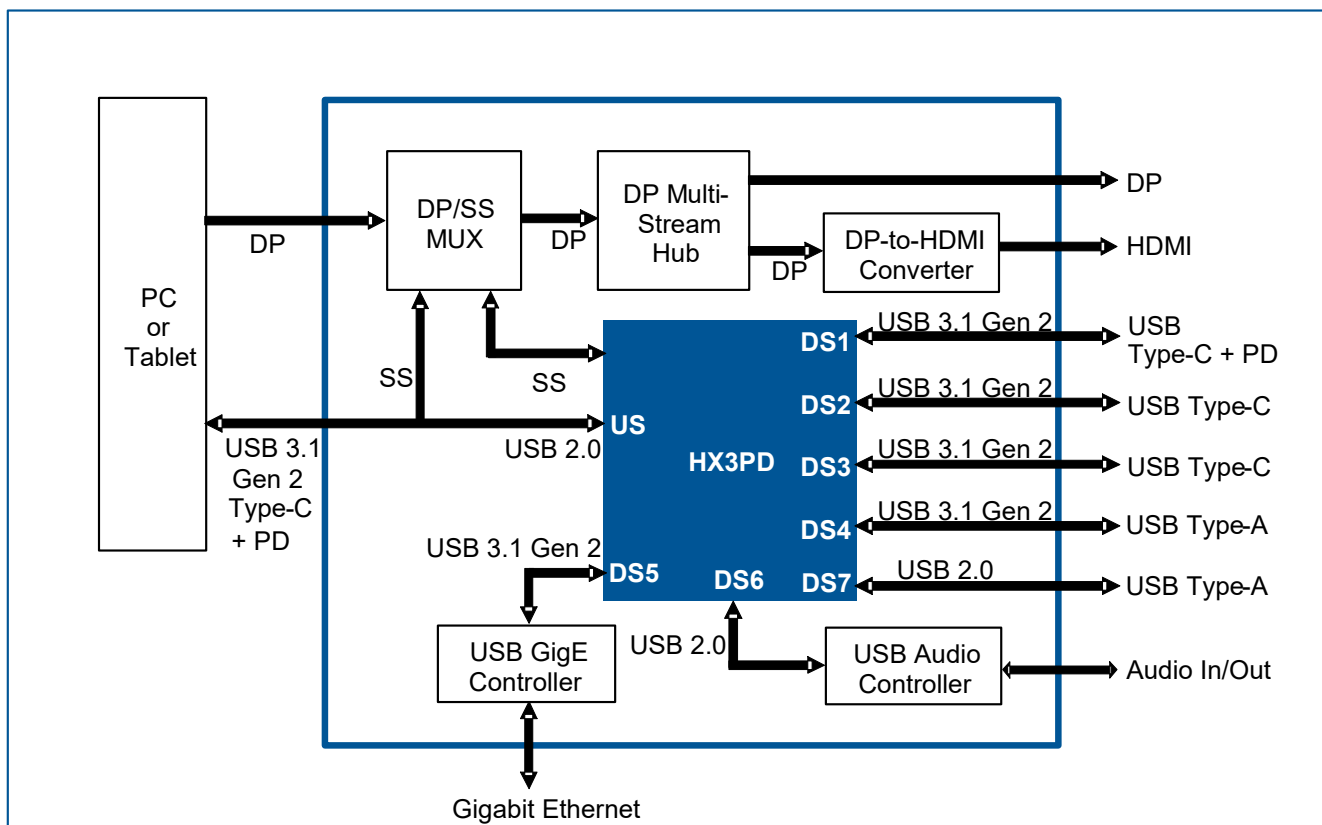 PC
or
Tablet
DP
DP/SS
MUX
DP
DP Multi-
Stream
Hub
DP
DP-to-HDMI
Converter
DP
HDMI
SS
SS
USB 3.1
Gen 2
Type-C
+ PD
USB 2.0
US
HX3PD
DS1
USB 3.1 Gen 2
USB
Type-C + PD
DS2
USB 3.1 Gen 2
USB Type-C
DS3
USB 3.1 Gen 2
USB Type-C
DS4
USB 3.1 Gen 2
USB Type-A
DS7
USB 2.0
USB Type-A
USB 3.1 Gen 2
DS5
DS6
USB 2.0
USB GigE
Controller
USB Audio
Controller
Audio In/Out
Gigabit Ethernet